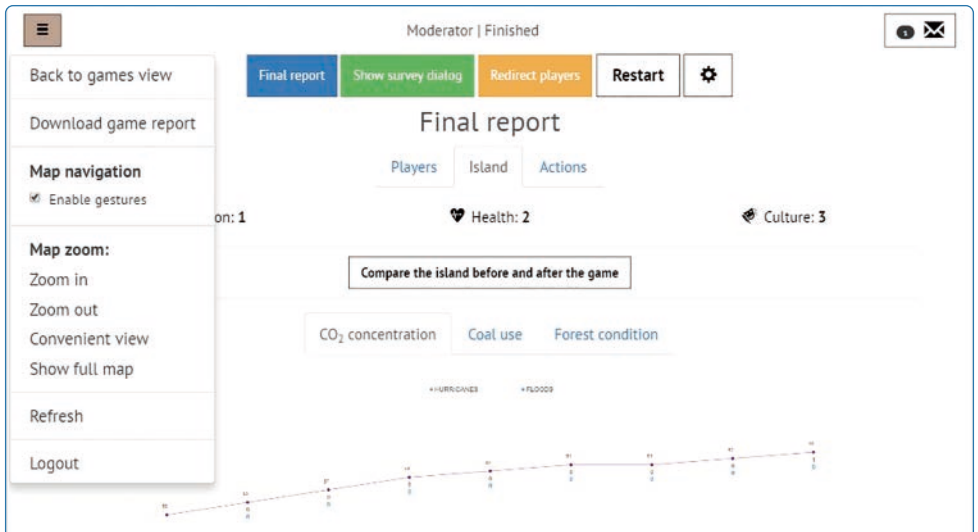 Moderator | Finished
1
Back to games view
Download game report
Map navigation
Enable gestures
Map zoom:
Zoom in
Zoom out
Convenient view
Show full map
Refresh
Logout
Final report
Show survey dialog
Redirect players
Restart
Final report
Players Island Actions
on: 1 Health: 2 Culture: 3
Compare the island before and after the game
CO₂ concentration Coal use Forest condition
HURRICANES FLOODS